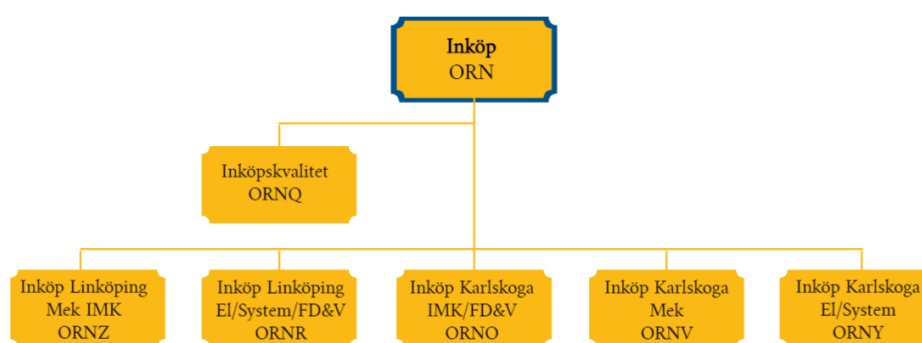 Inköp
ORN
Inköpskvalitet
ORNQ
Inköp Linköping
Mek IMK
ORNZ
Inköp Linköping
El/System/FD&V
ORNR
Inköp Karlskoga
IMK/FD&V
ORNO
Inköp Karlskoga
Mek
ORNV
Inköp Karlskoga
El/System
ORNY